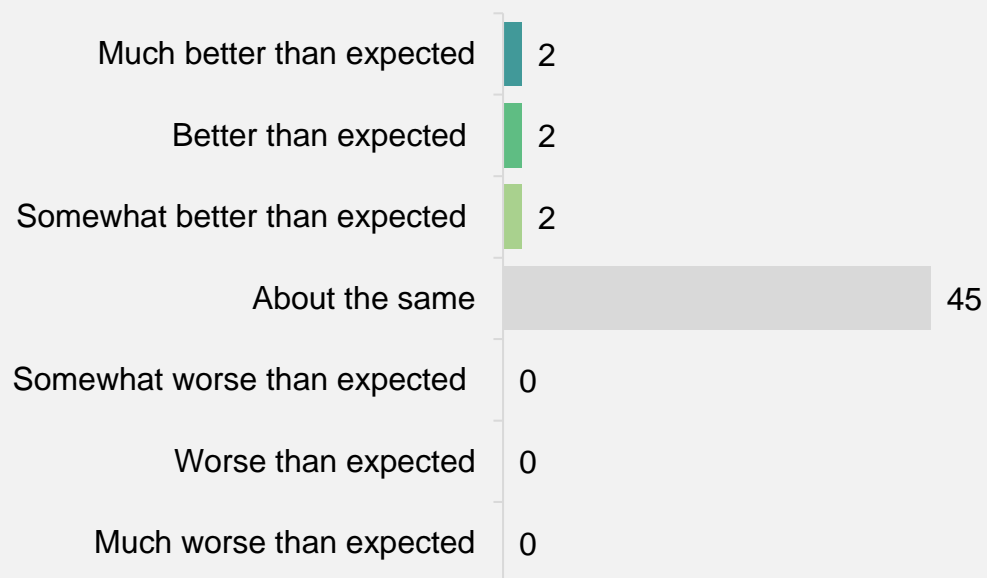 Much better than expected 2
Better than expected 2
Somewhat better than expected 2
About the same 45
Somewhat worse than expected 0
Worse than expected 0
Much worse than expected 0